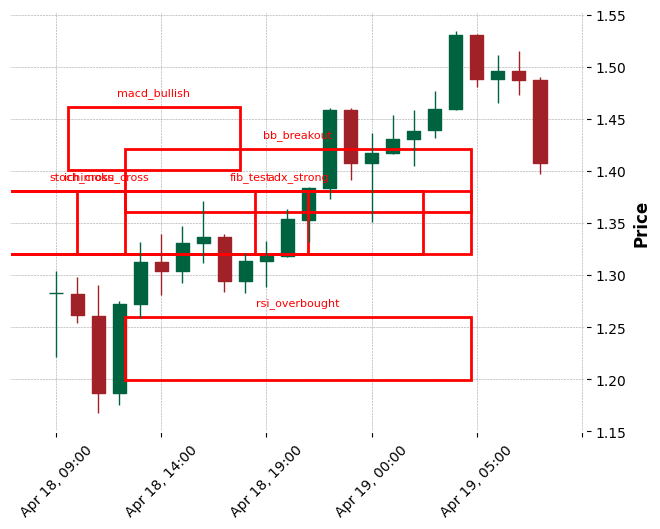 1.55
1.50
macd_bullish
1.45
bb_breakout
1.40
stoch_cross
fib_test
adx_strong
1.35
Price
1.30
rsi_overbought
1.25
1.20
1.15
Apr 18, 09:00
Apr 18, 14:00
Apr 18, 19:00
Apr 19, 00:00
Apr 19, 05:00